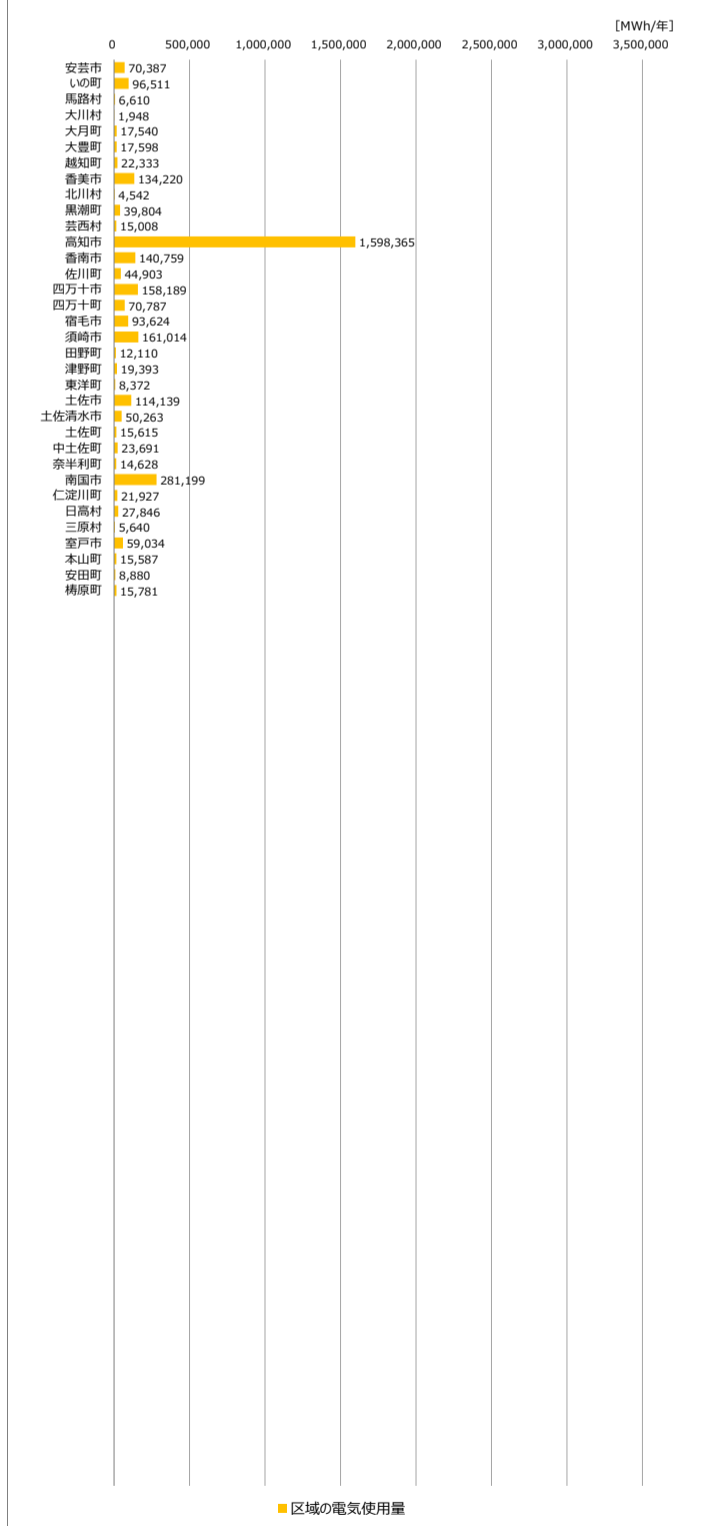 [MWh/年]
0 500,000 1,000,000 1,500,000 2,000,000 2,500,000 3,000,000 3,500,000
安芸市 70,387
いの町 96,511
馬路村 6,610
大川村 1,948
大月町 17,540
大豊町 17,598
越知町 22,333
香美市 134,220
北川村 4,542
黒潮町 39,804
芸西村 15,008
高知市 1,598,365
香南市 140,759
佐川町 44,903
四万十市 158,189
四万十町 70,787
宿毛市 93,624
須崎市 161,014
田野町 12,110
津野町 19,393
東洋町 8,372
土佐市 114,139
土佐清水市 50,263
土佐町 15,615
中土佐町 23,691
奈半利町 14,628
南国市 281,199
仁淀川町 21,927
日高村 27,846
三原村 5,640
室戸市 59,034
本山町 15,587
安田町 8,880
梼原町 15,781
区域の電気使用量